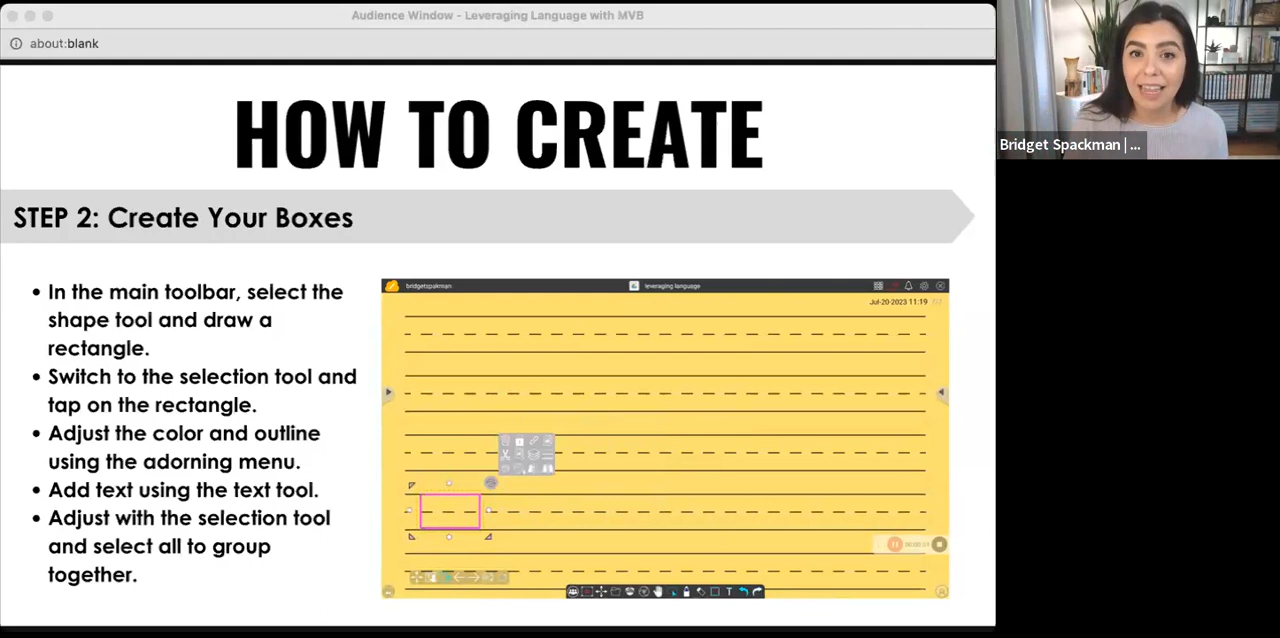 Audience Window - Leveraging Language with MVB
about:blank
HOW TO CREATE
STEP 2: Create Your Boxes
• In the main toolbar, select the
shape tool and draw a
rectangle.
• Switch to the selection tool and
tap on the rectangle.
• Adjust the color and outline
using the adorning menu.
• Add text using the text tool.
• Adjust with the selection tool
and select all to group
together.
bridgetspakman
leveraging language
Jul-20-2023 11:19
T
Bridget Spackman | ...